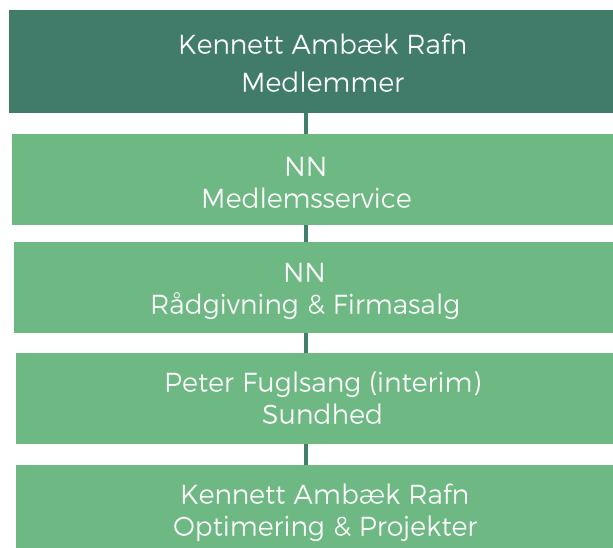 Kennett Ambæk Rafn
Medlemmer
NN
Medlemsservice
NN
Rådgivning & Firmasalg
Peter Fuglsang (interim)
Sundhed
Kennett Ambæk Rafn
Optimering & Projekter